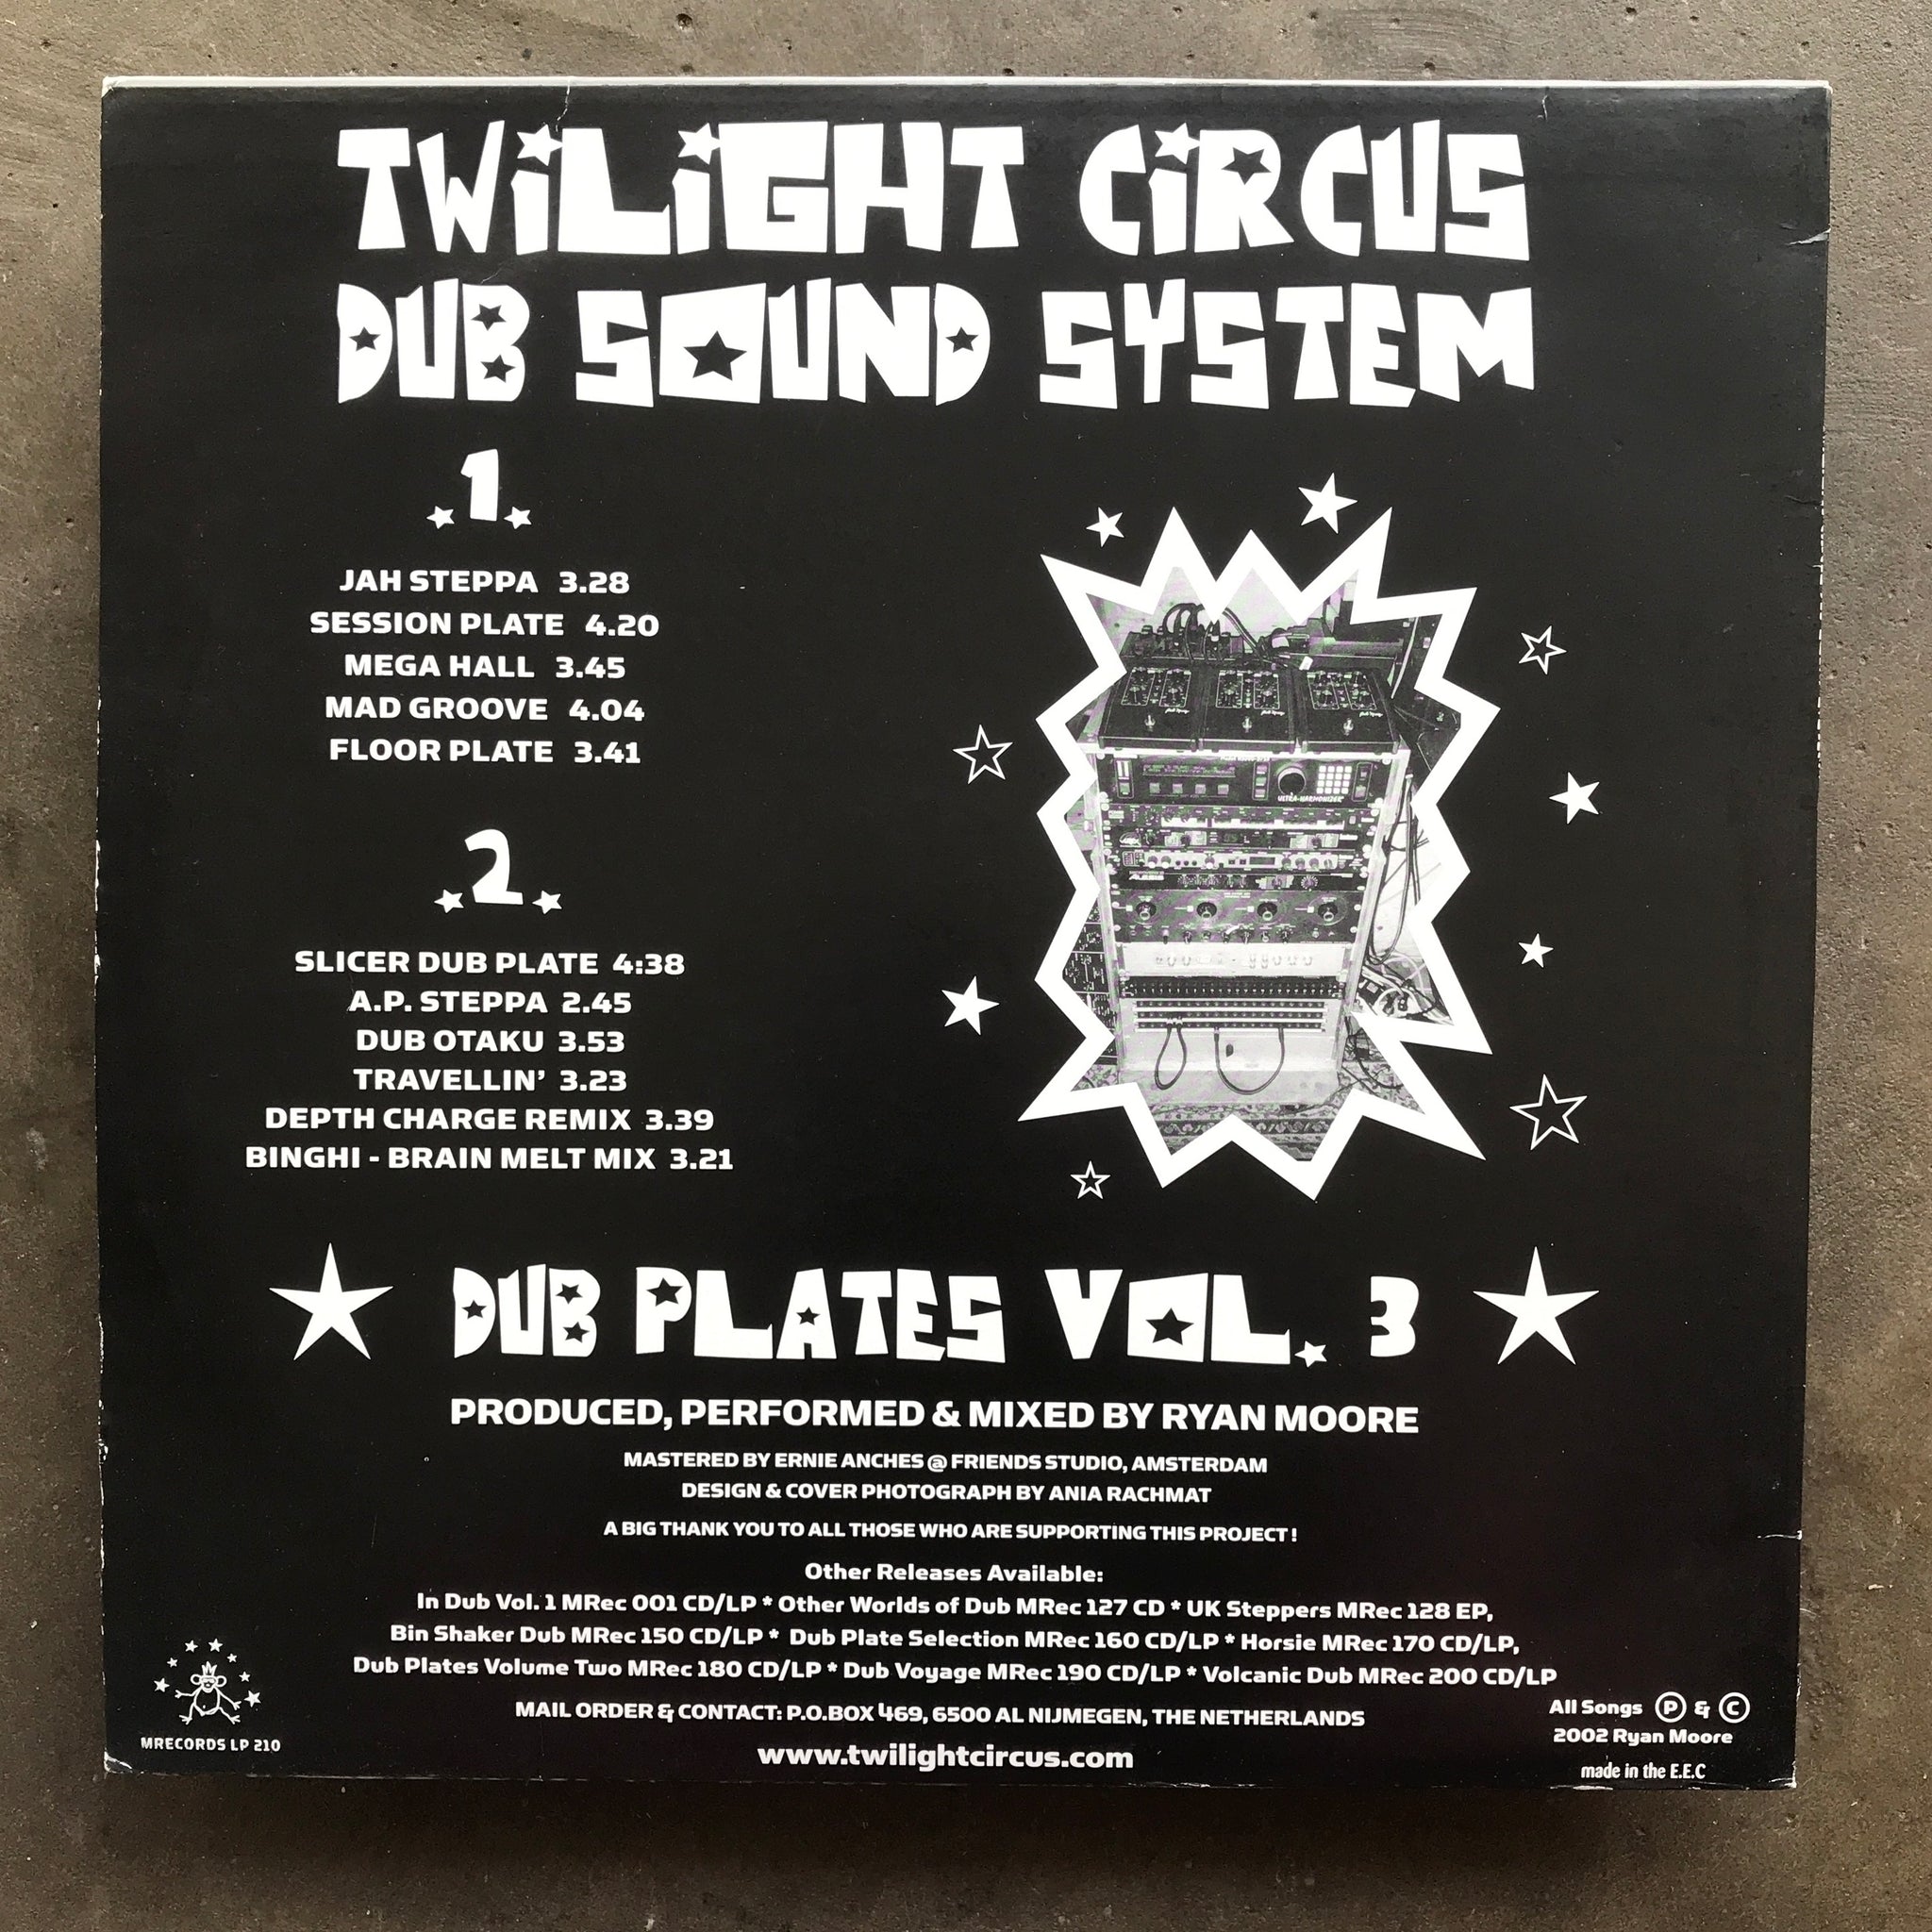 TWiLiGHT CiRCUS
DUB SOUND SYSTEM
.1.
JAH STEPPA 3.28
SESSION PLATE 4.20
MEGA HALL 3.45
MAD GROOVE 4.04
FLOOR PLATE 3.41
.2.
SLICER DUB PLATE 4:38
A.P. STEPPA 2.45
DUB OTAKU 3.53
TRAVELLIN’ 3.23
DEPTH CHARGE REMIX 3.39
BINGHI - BRAIN MELT MIX 3.21
ULTRA-HARMONIZER
ALESIS
DUB PLATES VOL. 3
PRODUCED, PERFORMED & MIXED BY RYAN MOORE
MASTERED BY ERNIE ANCHES @ FRIENDS STUDIO, AMSTERDAM
DESIGN & COVER PHOTOGRAPH BY ANIA RACHMAT
A BIG THANK YOU TO ALL THOSE WHO ARE SUPPORTING THIS PROJECT!
Other Releases Available:
In Dub Vol. 1 MRec 001 CD/LP * Other Worlds of Dub MRec 127 CD * UK Steppers MRec 128 EP,
Bin Shaker Dub MRec 150 CD/LP * Dub Plate Selection MRec 160 CD/LP * Horsie MRec 170 CD/LP,
Dub Plates Volume Two MRec 180 CD/LP * Dub Voyage MRec 190 CD/LP * Volcanic Dub MRec 200 CD/LP
MAIL ORDER & CONTACT: P.O.BOX 469, 6500 AL NIJMEGEN, THE NETHERLANDS
www.twilightcircus.com
MRECORDS LP 210
All Songs Ⓟ & Ⓒ
2002 Ryan Moore
made in the E.E.C